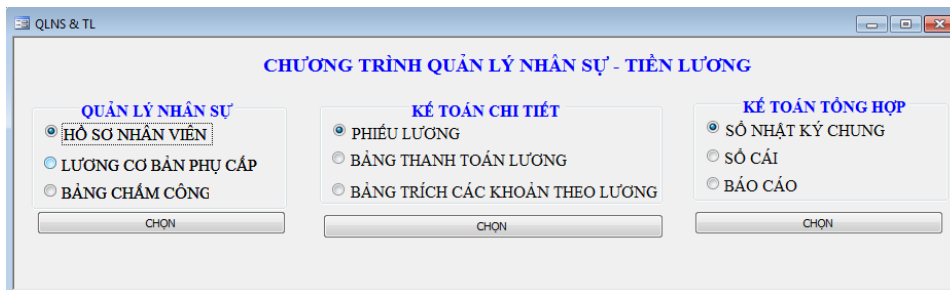 QLNS & TL
CHƯƠNG TRÌNH QUẢN LÝ NHÂN SỰ - TIỀN LƯƠNG
QUẢN LÝ NHÂN SỰ
HỒ SƠ NHÂN VIÊN
LƯƠNG CƠ BẢN PHỤ CẤP
BẢNG CHẤM CÔNG
CHỌN
KẾ TOÁN CHI TIẾT
PHIẾU LƯƠNG
BẢNG THANH TOÁN LƯƠNG
BẢNG TRÍCH CÁC KHOẢN THEO LƯƠNG
CHỌN
KẾ TOÁN TỔNG HỢP
SỔ NHẬT KÝ CHUNG
SỔ CÁI
BÁO CÁO
CHỌN